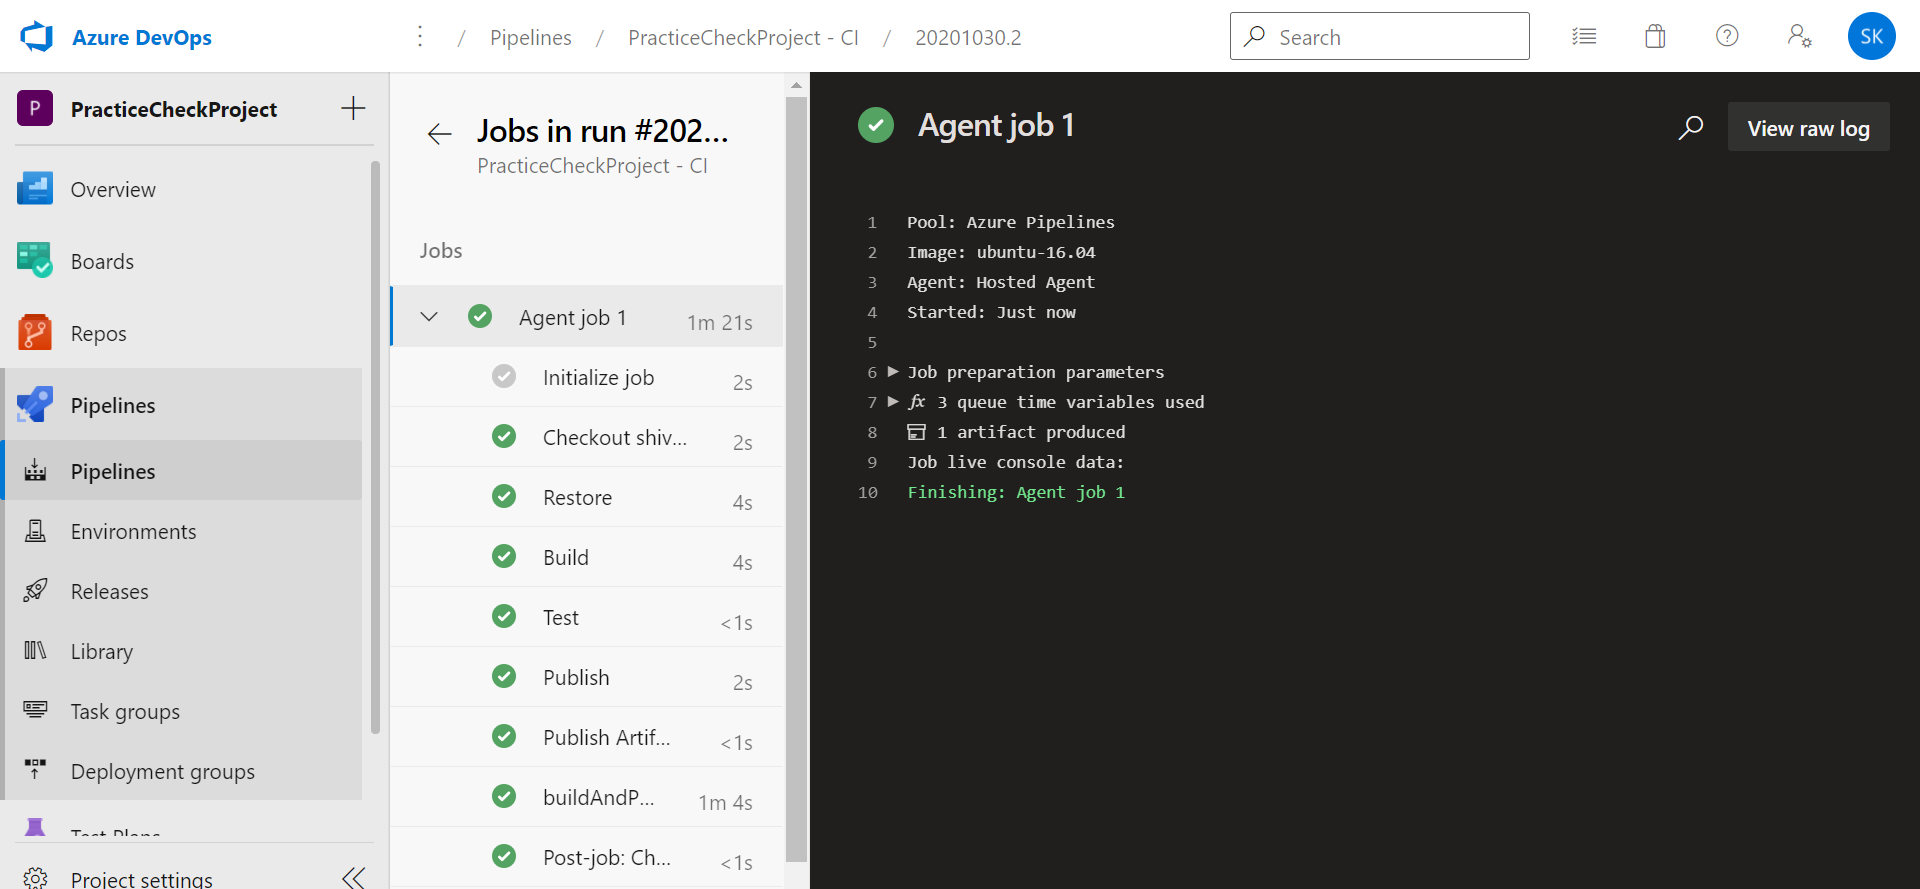 Azure DevOps
/ Pipelines / PracticeCheckProject - CI / 20201030.2
Search
SK
P PracticeCheckProject
Overview
Boards
Repos
Pipelines
Pipelines
Environments
Releases
Library
Task groups
Deployment groups
Test Plans
Project settings
Jobs in run #202...
PracticeCheckProject - CI
Jobs
Agent job 1 1m 21s
Initialize job 2s
Checkout shiv... 2s
Restore 4s
Build 4s
Test <1s
Publish 2s
Publish Artif... <1s
buildAndP... 1m 4s
Post-job: Ch... <1s
Agent job 1
View raw log
1 Pool: Azure Pipelines
2 Image: ubuntu-16.04
3 Agent: Hosted Agent
4 Started: Just now
5
6 Job preparation parameters
7 fx 3 queue time variables used
8 1 artifact produced
9 Job live console data:
10 Finishing: Agent job 1